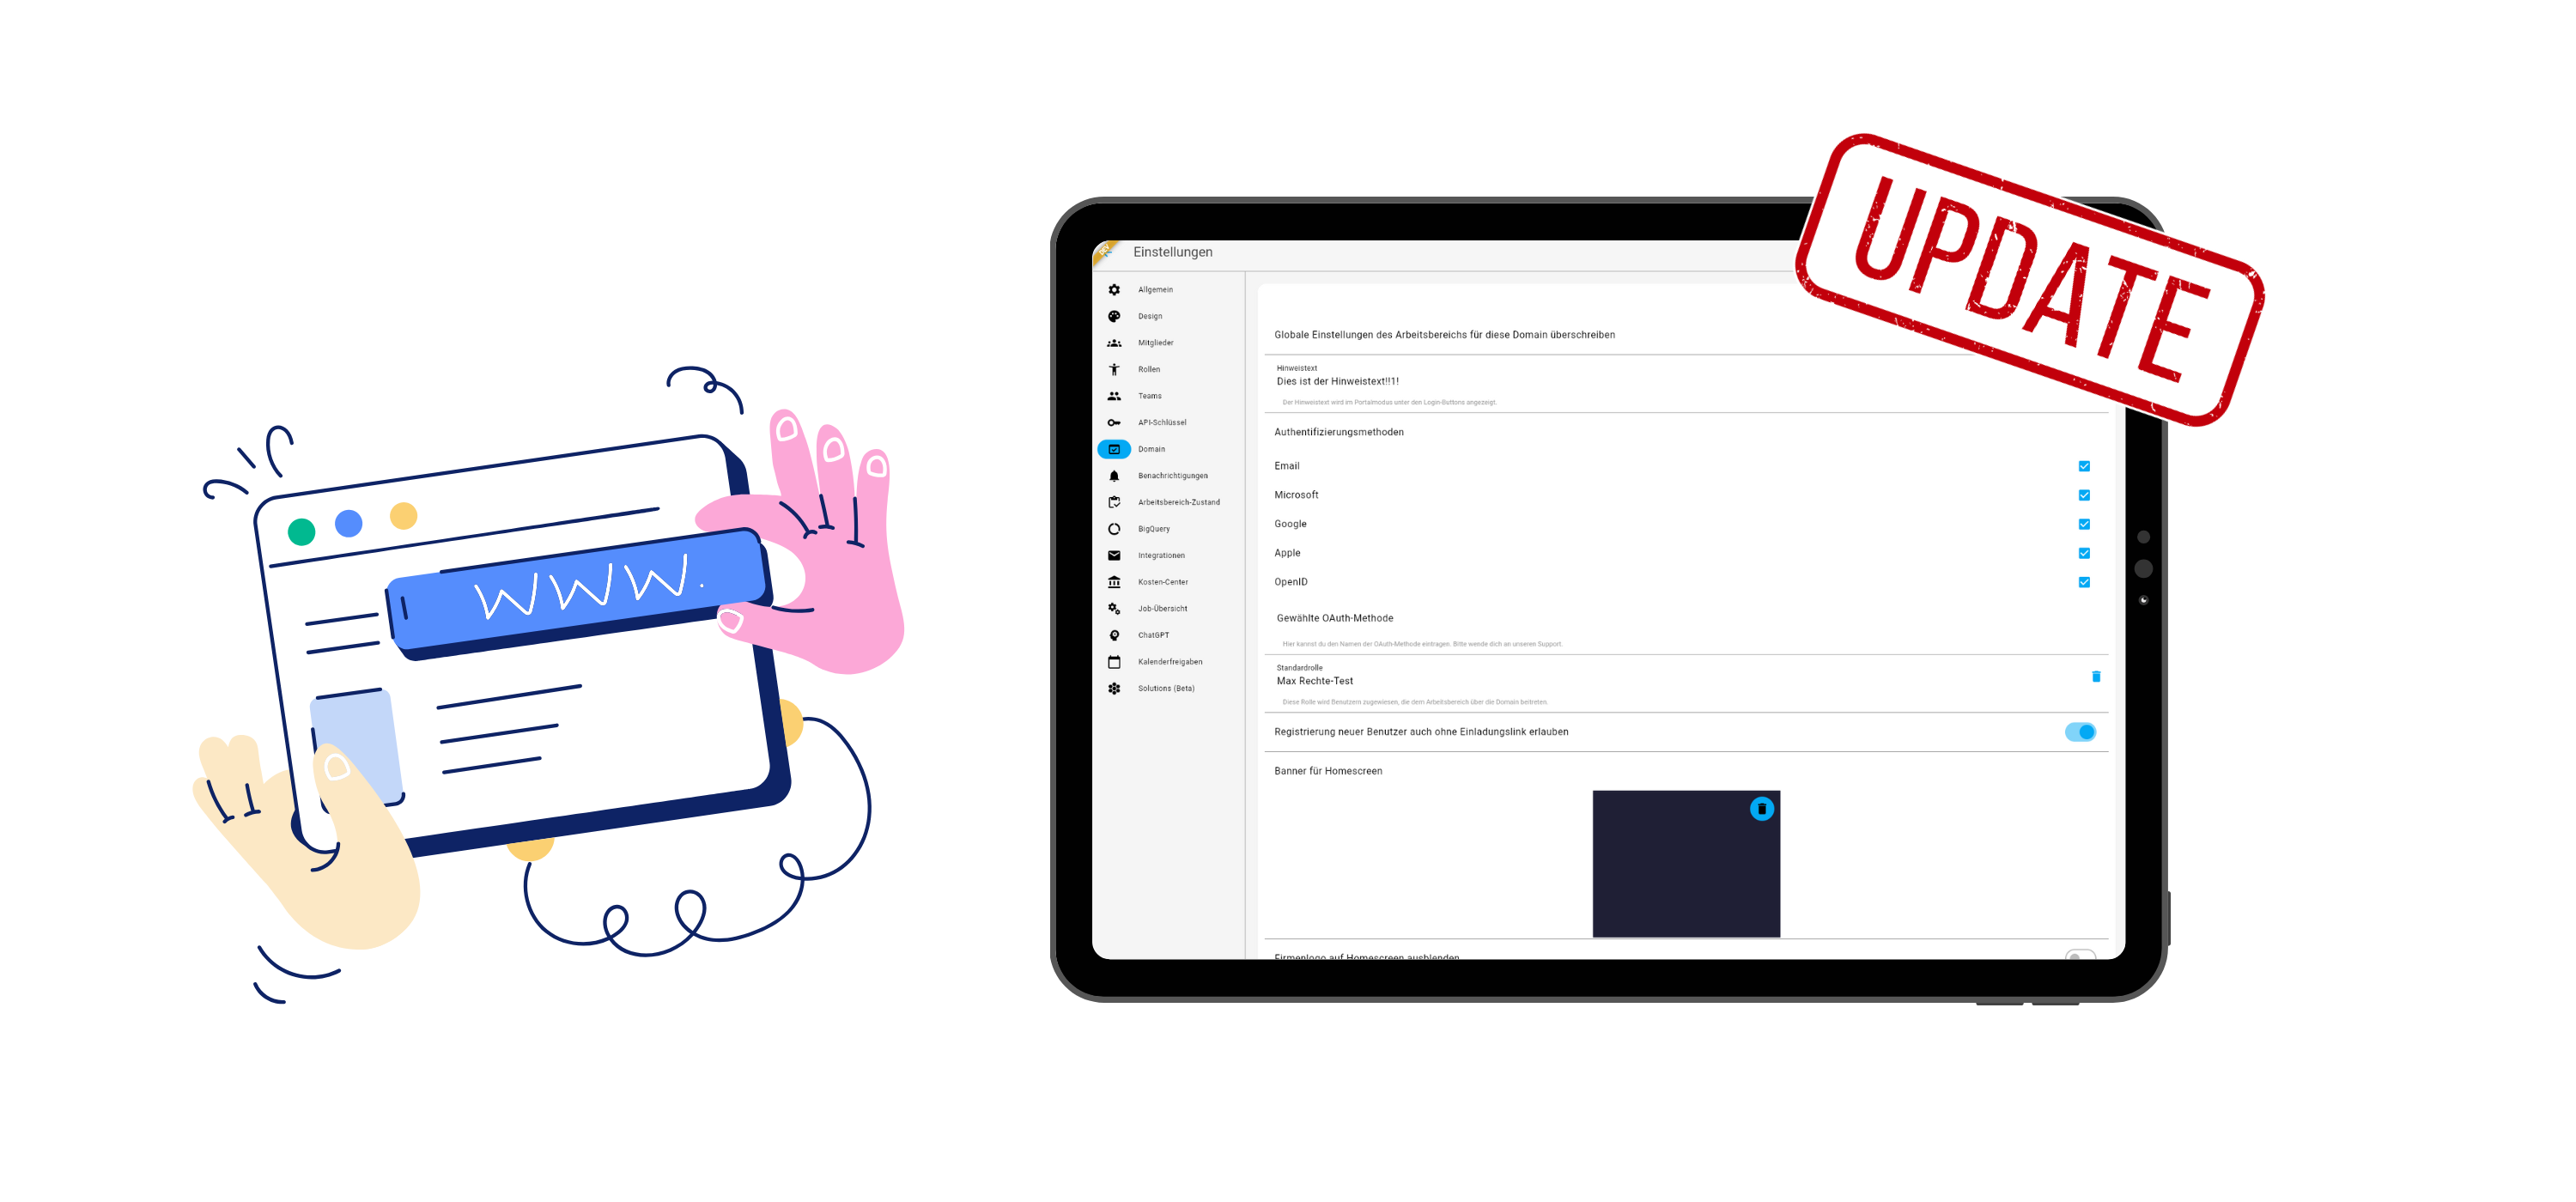 WWW.
UPDATE
Einstellungen
Allgemein
Design
Mitglieder
Rollen
Teams
API-Schlüssel
Domain
Benachrichtigungen
Arbeitsbereich-Zustand
BigQuery
Integrationen
Kosten-Center
Job-Übersicht
ChatGPT
Kalenderfreigaben
Solutions (Beta)
Globale Einstellungen des Arbeitsbereichs für diese Domain überschreiben
Hinweistext
Dies ist der Hinweistext!!1!
Der Hinweistext wird im Portalmodus unter den Login-Buttons angezeigt.
Authentifizierungsmethoden
Email
Microsoft
Google
Apple
OpenID
Gewählte OAuth-Methode
Hier kannst du den Namen der OAuth-Methode eintragen. Bitte wende dich an unseren Support.
Standardrolle
Max Rechte-Test
Diese Rolle wird Benutzern zugewiesen, die dem Arbeitsbereich über die Domain beitreten.
Registrierung neuer Benutzer auch ohne Einladungslink erlauben
Banner für Homescreen
Firmenlogo auf Homescreen ausblenden